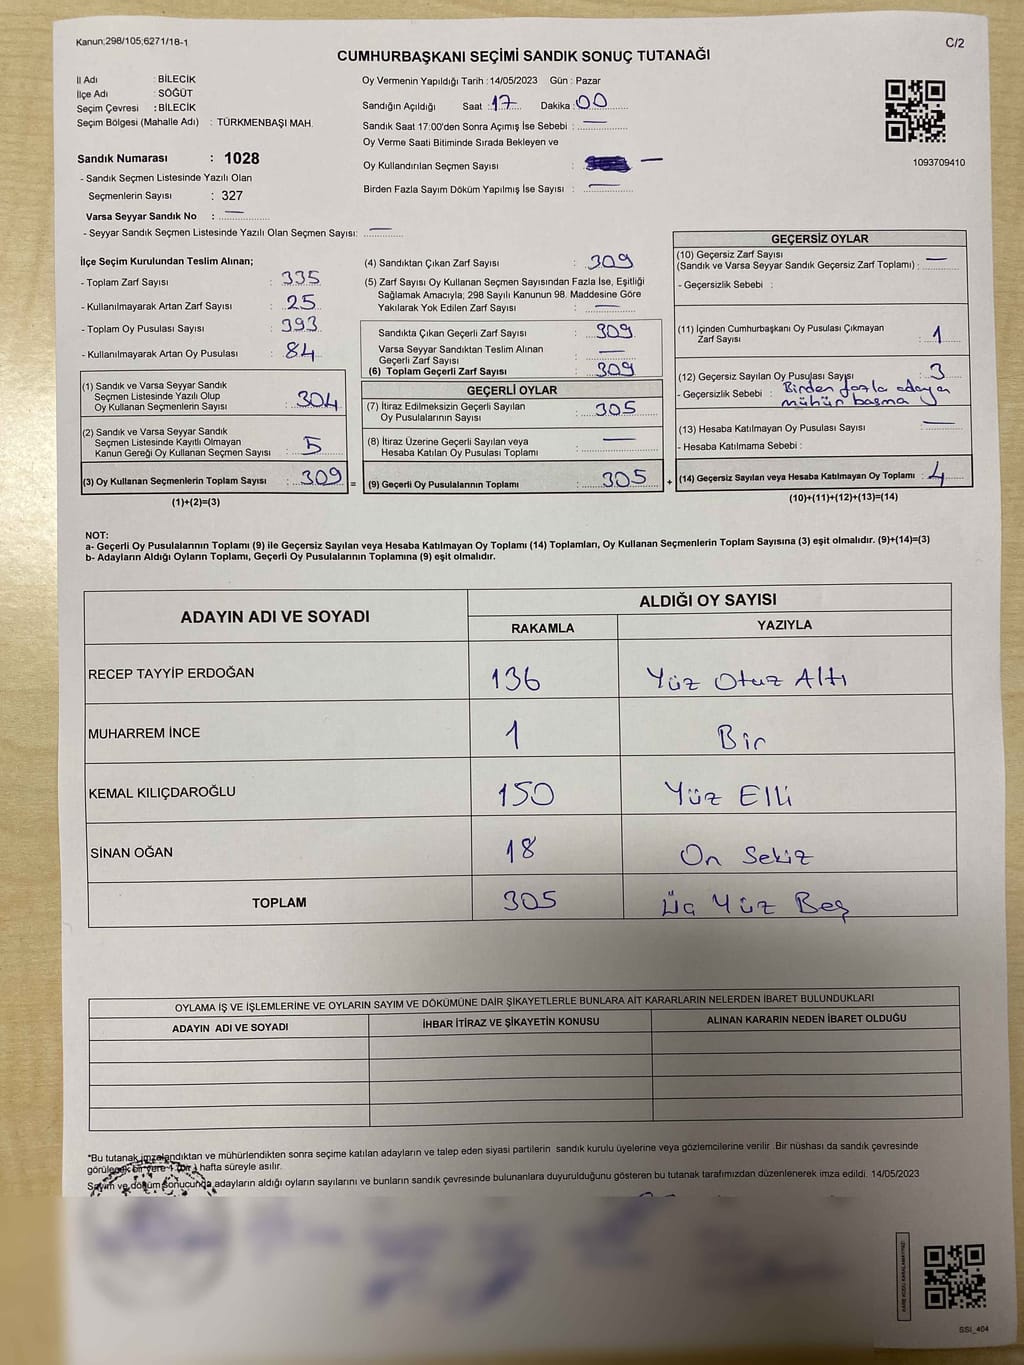 Kanun;298/105;6271/18-1
C/2
CUMHURBAŞKANI SEÇİMİ SANDIK SONUÇ TUTANAĞI
İl Adı : BİLECİK
İlçe Adı : SÖĞÜT
Seçim Çevresi : BİLECİK
Seçim Bölgesi (Mahalle Adı) : TÜRKMENBAŞI MAH.
Sandık Numarası : 1028
- Sandık Seçmen Listesinde Yazılı Olan
Seçmenlerin Sayısı : 327
Varsa Seyyar Sandık No : —
- Seyyar Sandık Seçmen Listesinde Yazılı Olan Seçmen Sayısı: —
Oy Vermenin Yapıldığı Tarih : 14/05/2023 Gün : Pazar
Sandığın Açıldığı Saat : 17 Dakika : 00
Sandık Saat 17:00'den Sonra Açımış İse Sebebi : —
Oy Verme Saati Bitiminde Sırada Bekleyen ve
Oy Kullandırılan Seçmen Sayısı : —
Birden Fazla Sayım Döküm Yapılmış İse Sayısı : —
1093709410
İlçe Seçim Kurulundan Teslim Alınan;
- Toplam Zarf Sayısı : 335
- Kullanılmayarak Artan Zarf Sayısı : 25
- Toplam Oy Pusulası Sayısı : 393
- Kullanılmayarak Artan Oy Pusulası : 84
(1) Sandık ve Varsa Seyyar Sandık
Seçmen Listesinde Yazılı Olup
Oy Kullanan Seçmenlerin Sayısı : 304
(2) Sandık ve Varsa Seyyar Sandık
Seçmen Listesinde Kayıtlı Olmayan
Kanun Gereği Oy Kullanan Seçmen Sayısı : 5
(3) Oy Kullanan Seçmenlerin Toplam Sayısı : 309 =
(1)+(2)=(3)
(4) Sandıktan Çıkan Zarf Sayısı : 309
(5) Zarf Sayısı Oy Kullanan Seçmen Sayısından Fazla İse, Eşitliği
Sağlamak Amacıyla; 298 Sayılı Kanunun 98. Maddesine Göre
Yakılarak Yok Edilen Zarf Sayısı : —
Sandıkta Çıkan Geçerli Zarf Sayısı : 309
Varsa Seyyar Sandıktan Teslim Alınan
Geçerli Zarf Sayısı : —
(6) Toplam Geçerli Zarf Sayısı : 309
GEÇERLİ OYLAR
(7) İtiraz Edilmeksizin Geçerli Sayılan
Oy Pusulalarının Sayısı : 305
(8) İtiraz Üzerine Geçerli Sayılan veya
Hesaba Katılan Oy Pusulası Toplamı : —
(9) Geçerli Oy Pusulalarının Toplamı : 305 +
GEÇERSİZ OYLAR
(10) Geçersiz Zarf Sayısı
(Sandık ve Varsa Seyyar Sandık Geçersiz Zarf Toplamı) : —
- Geçersizlik Sebebi :
(11) İçinden Cumhurbaşkanı Oy Pusulası Çıkmayan
Zarf Sayısı : 1
(12) Geçersiz Sayılan Oy Pusulası Sayısı : 3
- Geçersizlik Sebebi : Birden fazla adaya
mühür basma
(13) Hesaba Katılmayan Oy Pusulası Sayısı : —
- Hesaba Katılmama Sebebi :
(14) Geçersiz Sayılan veya Hesaba Katılmayan Oy Toplamı : 4
(10)+(11)+(12)+(13)=(14)
NOT:
a- Geçerli Oy Pusulalarının Toplamı (9) ile Geçersiz Sayılan veya Hesaba Katılmayan Oy Toplamı (14) Toplamları, Oy Kullanan Seçmenlerin Toplam Sayısına (3) eşit olmalıdır. (9)+(14)=(3)
b- Adayların Aldığı Oyların Toplamı, Geçerli Oy Pusulalarının Toplamına (9) eşit olmalıdır.
ADAYIN ADI VE SOYADI
ALDIĞI OY SAYISI
RAKAMLA YAZIYLA
RECEP TAYYİP ERDOĞAN 136 Yüz Otuz Altı
MUHARREM İNCE 1 Bir
KEMAL KILIÇDAROĞLU 150 Yüz Elli
SİNAN OĞAN 18 On Sekiz
TOPLAM 305 Üç Yüz Beş
OYLAMA İŞ VE İŞLEMLERİNE VE OYLARIN SAYIM VE DÖKÜMÜNE DAİR ŞİKAYETLERLE BUNLARA AİT KARARLARIN NELERDEN İBARET BULUNDUKLARI
ADAYIN ADI VE SOYADI İHBAR İTİRAZ VE ŞİKAYETİN KONUSU ALINAN KARARIN NEDEN İBARET OLDUĞU
*Bu tutanak imzalandıktan ve mühürlendikten sonra seçime katılan adayların ve talep eden siyasi partilerin sandık kurulu üyelerine veya gözlemcilerine verilir .Bir nüshası da sandık çevresinde
görülecek bir yere 1 (bir) hafta süreyle asılır.
Sayım ve döküm sonucunda adayların aldığı oyların sayılarını ve bunların sandık çevresinde bulunanlara duyurulduğunu gösteren bu tutanak tarafımızdan düzenlenerek imza edildi. 14/05/2023
KARE KODU KARALAMAYINIZ!
SSI_404